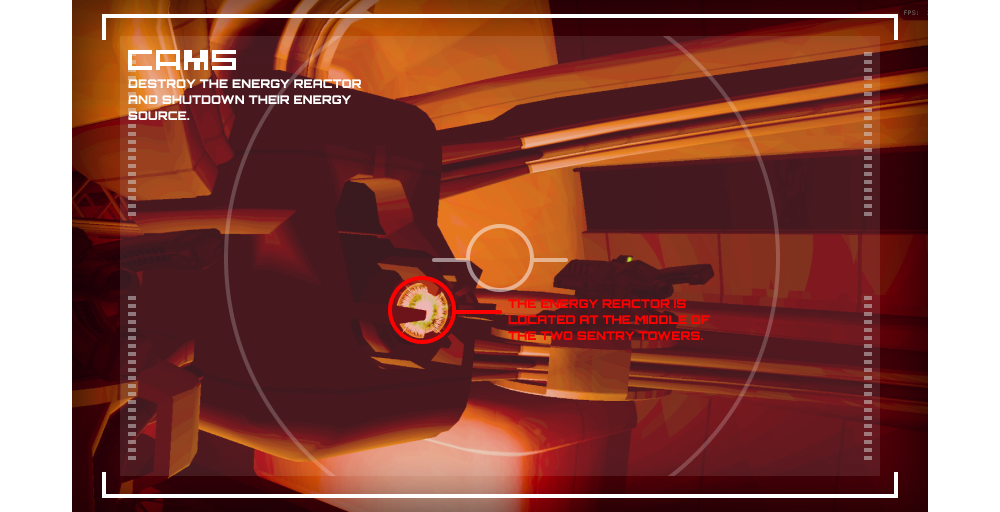 FPS:
CAMS
DESTROY THE ENERGY REACTOR
AND SHUTDOWN THEIR ENERGY
SOURCE.
THE ENERGY REACTOR IS
LOCATED AT THE MIDDLE OF
THE TWO SENTRY TOWERS.